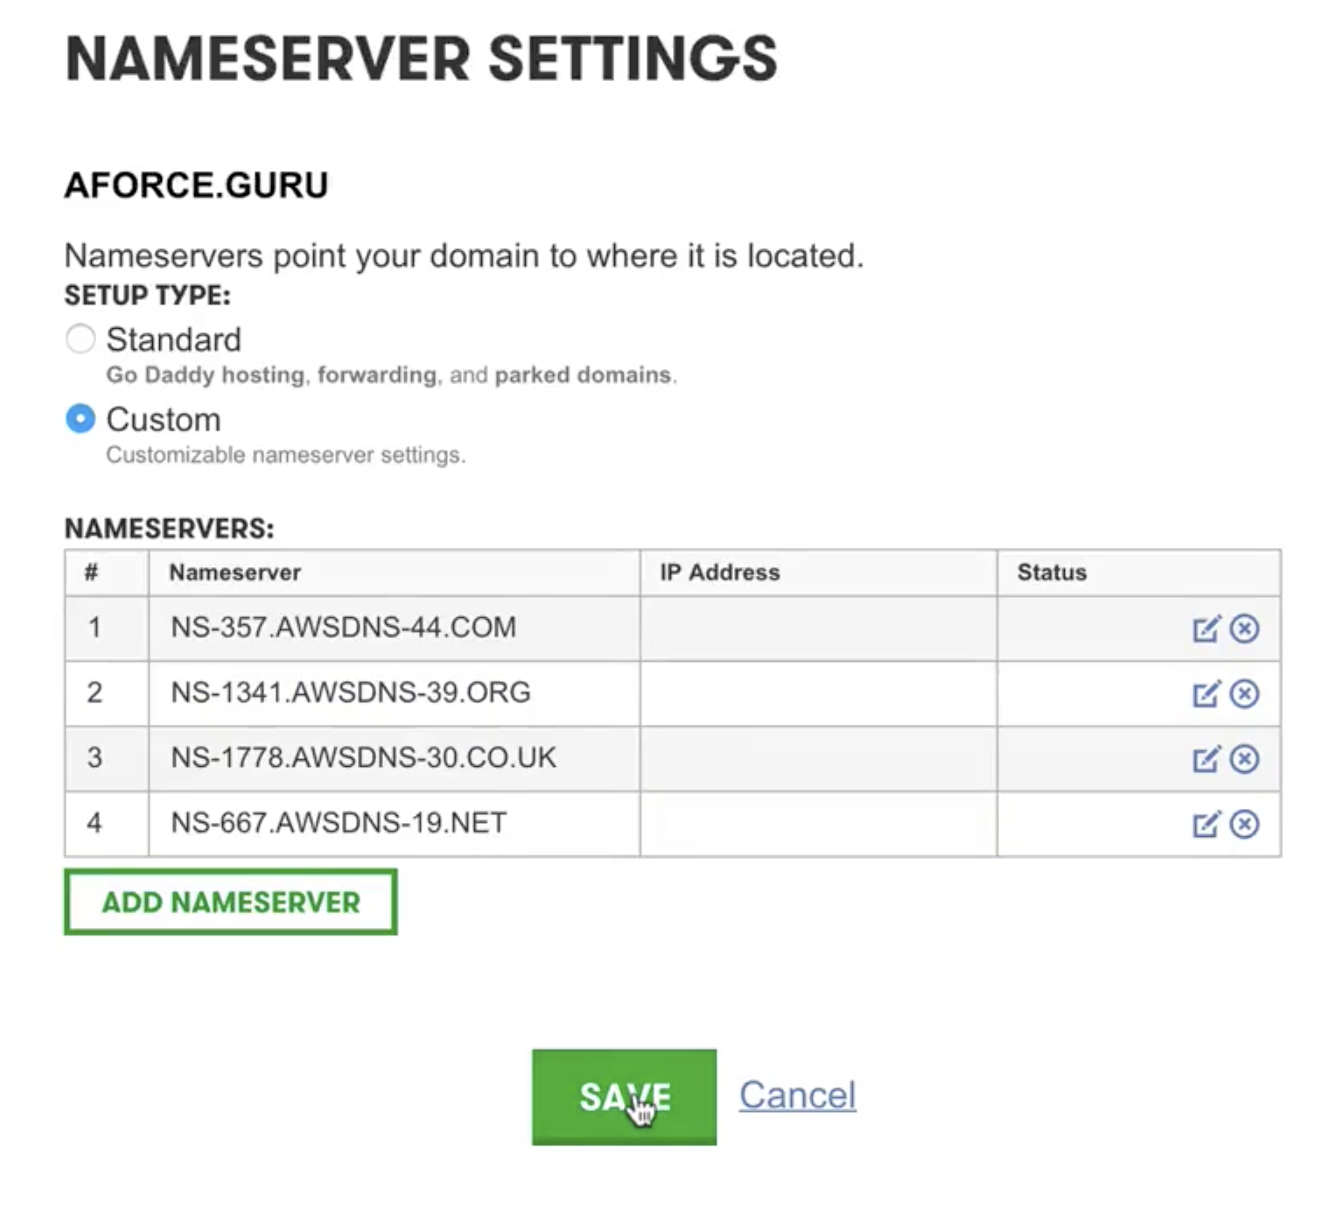 NAMESERVER SETTINGS
AFORCE.GURU
Nameservers point your domain to where it is located.
SETUP TYPE:
Standard
Go Daddy hosting, forwarding, and parked domains.
Custom
Customizable nameserver settings.
NAMESERVERS:
# Nameserver IP Address Status
1 NS-357.AWSDNS-44.COM
2 NS-1341.AWSDNS-39.ORG
3 NS-1778.AWSDNS-30.CO.UK
4 NS-667.AWSDNS-19.NET
ADD NAMESERVER
SAVE Cancel